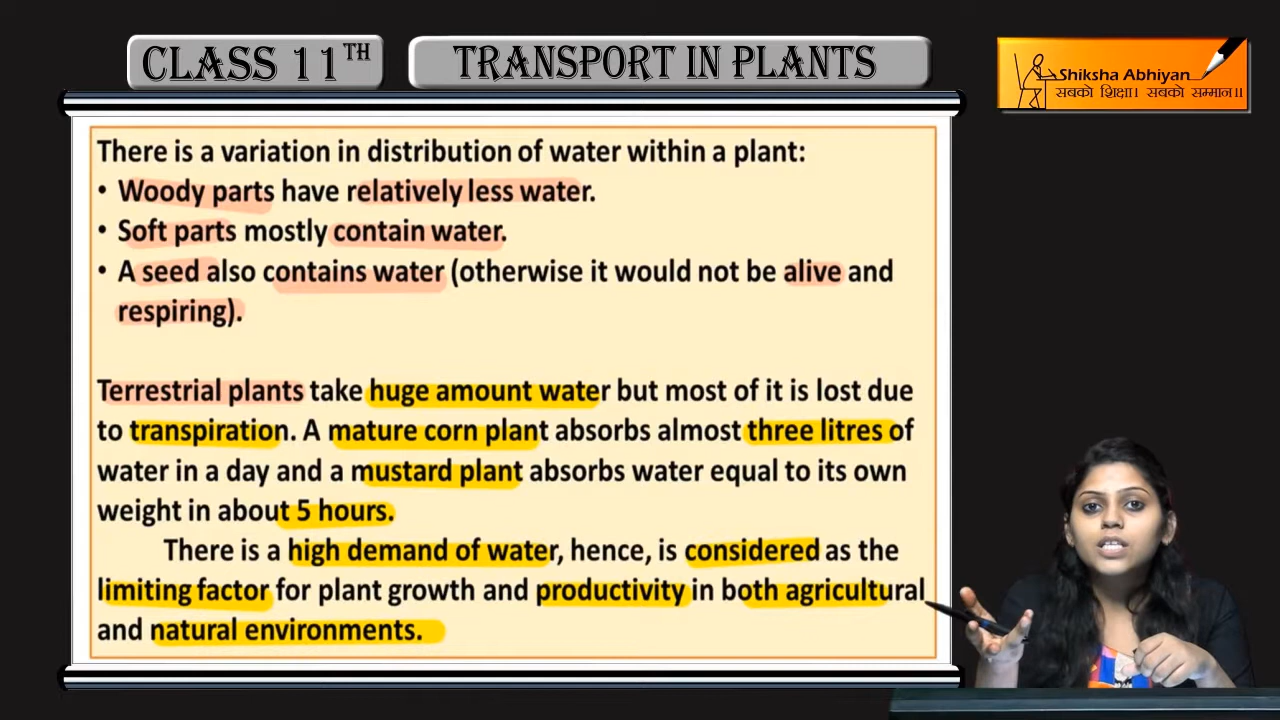 CLASS 11TH
TRANSPORT IN PLANTS
Shiksha Abhiyan
सबको शिक्षा। सबको सम्मान।।
There is a variation in distribution of water within a plant:
• Woody parts have relatively less water.
• Soft parts mostly contain water.
• A seed also contains water (otherwise it would not be alive and
respiring).
Terrestrial plants take huge amount water but most of it is lost due
to transpiration. A mature corn plant absorbs almost three litres of
water in a day and a mustard plant absorbs water equal to its own
weight in about 5 hours.
There is a high demand of water, hence, is considered as the
limiting factor for plant growth and productivity in both agricultural
and natural environments.